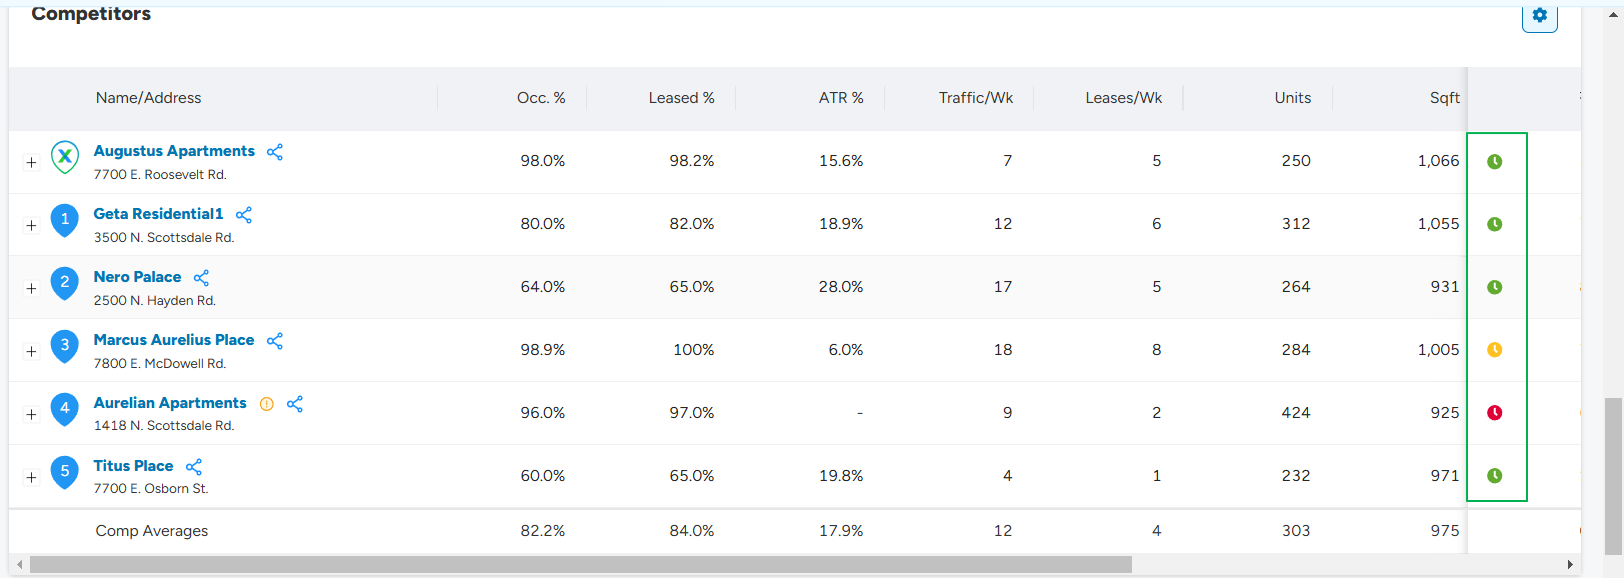 Competitors
Name/Address Occ. % Leased % ATR % Traffic/Wk Leases/Wk Units Sqft
X Augustus Apartments 98.0% 98.2% 15.6% 7 5 250 1,066
7700 E. Roosevelt Rd.
1 Geta Residential1 80.0% 82.0% 18.9% 12 6 312 1,055
3500 N. Scottsdale Rd.
2 Nero Palace 64.0% 65.0% 28.0% 17 5 264 931
2500 N. Hayden Rd.
3 Marcus Aurelius Place 98.9% 100% 6.0% 18 8 284 1,005
7800 E. McDowell Rd.
4 Aurelian Apartments 96.0% 97.0% - 9 2 424 925
1418 N. Scottsdale Rd.
5 Titus Place 60.0% 65.0% 19.8% 4 1 232 971
7700 E. Osborn St.
Comp Averages 82.2% 84.0% 17.9% 12 4 303 975